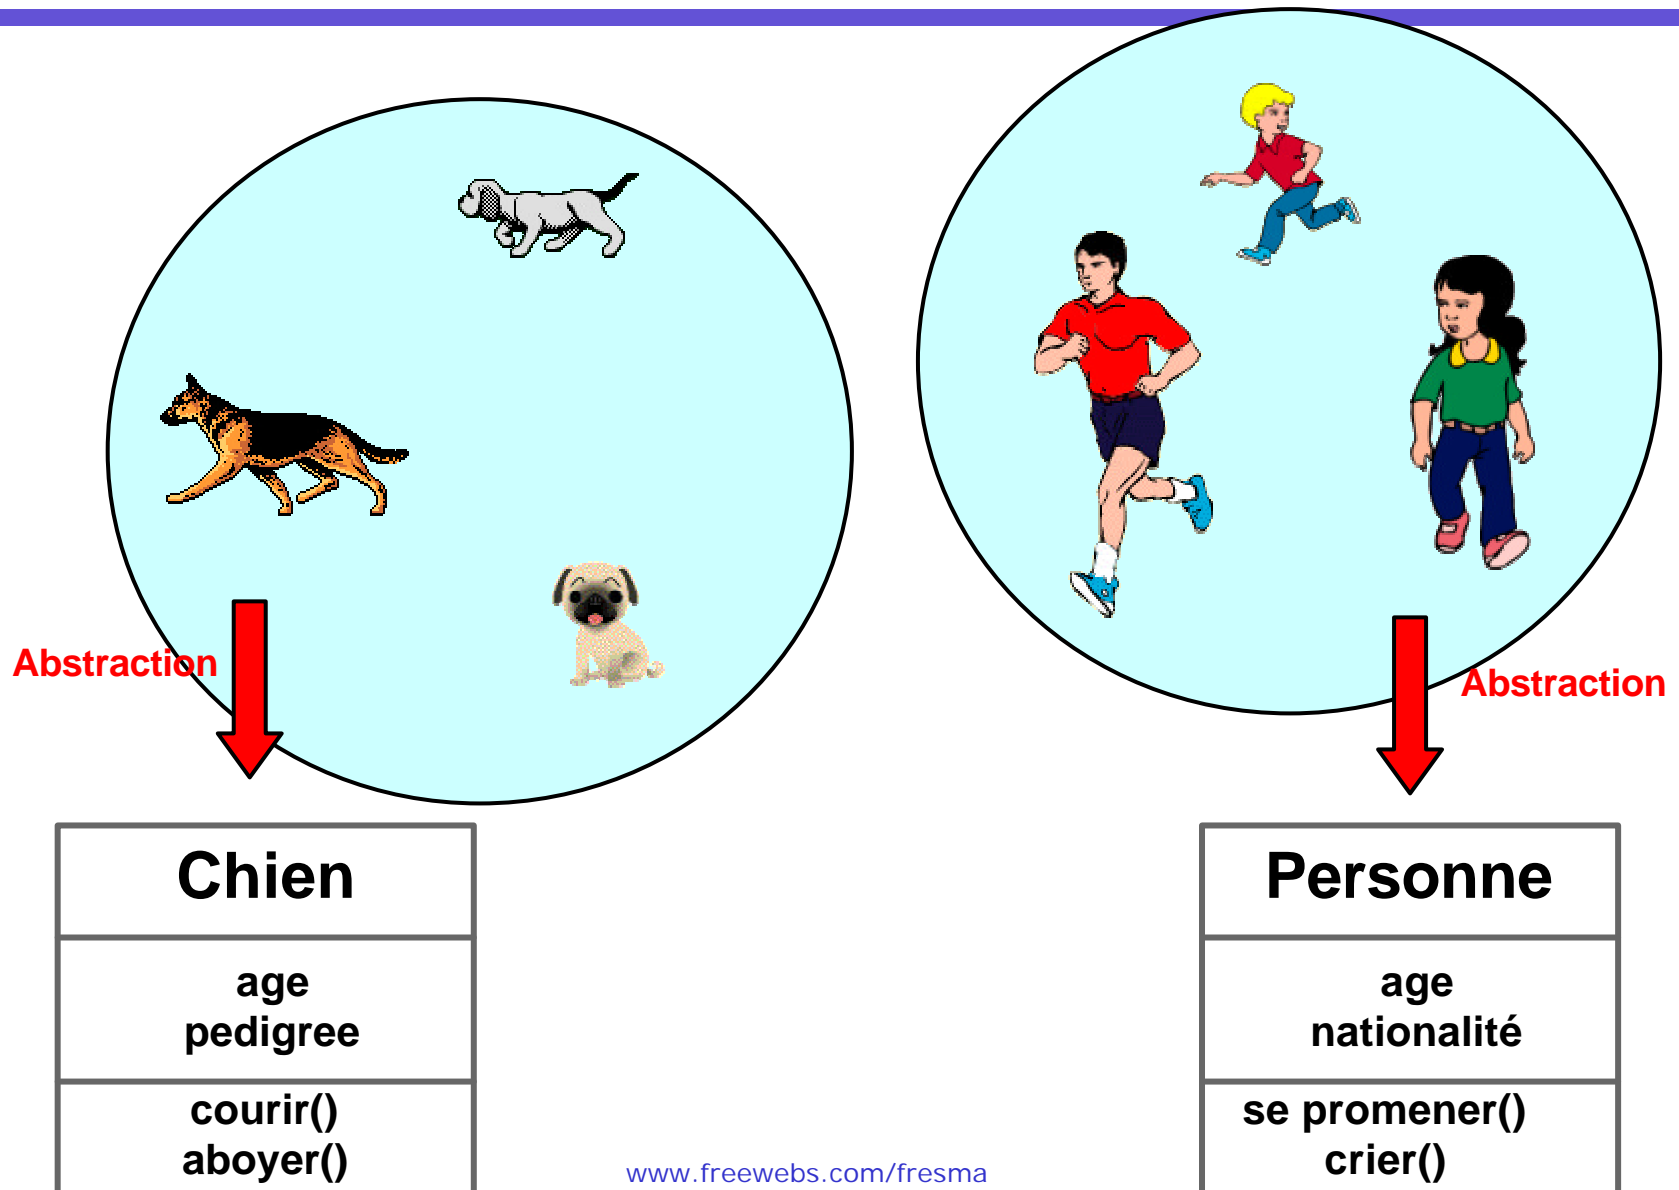 Abstraction
Abstraction
Chien
age
pedigree
courir()
aboyer()
Personne
age
nationalité
se promener()
crier()
www.freewebs.com/fresma